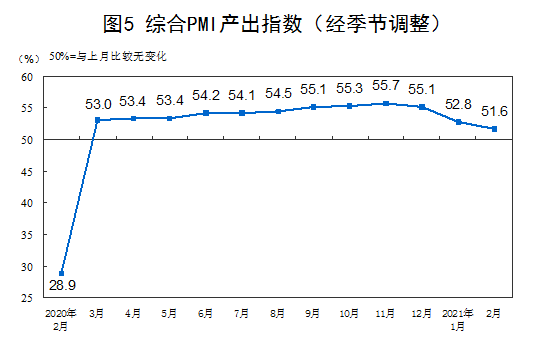 图5 综合PMI产出指数（经季节调整）
（%） 50%=与上月比较无变化
60
55
50
45
40
35
30
25
28.9
53.0
53.4
53.4
54.2
54.1
54.5
55.1
55.3
55.7
55.1
52.8
51.6
2020年
2月
3月
4月
5月
6月
7月
8月
9月
10月
11月
12月
2021年
1月
2月